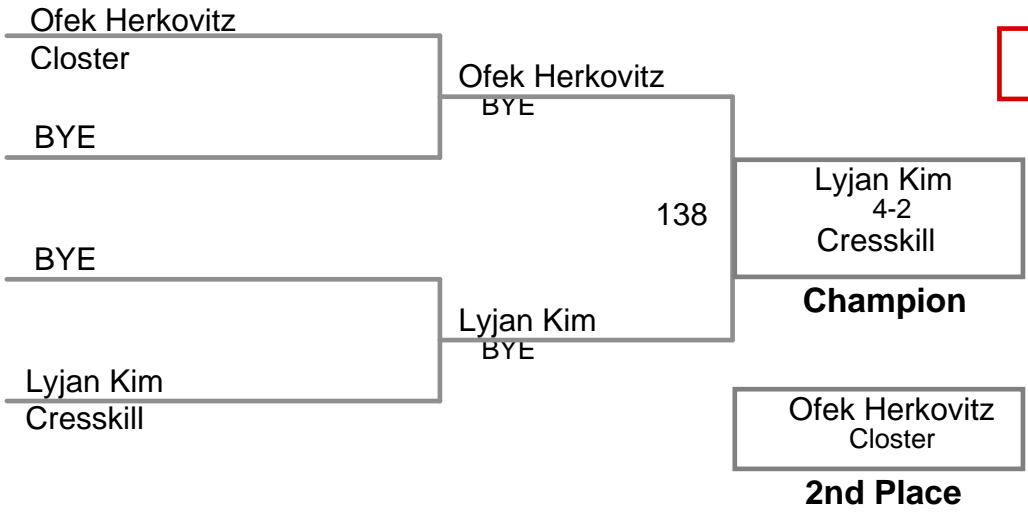 Ofek Herkovitz
Closter
Ofek Herkovitz
BYE
BYE
138
Lyjan Kim
4-2
Cresskill
Champion
BYE
Lyjan Kim
BYE
Lyjan Kim
Cresskill
Ofek Herkovitz
Closter
2nd Place